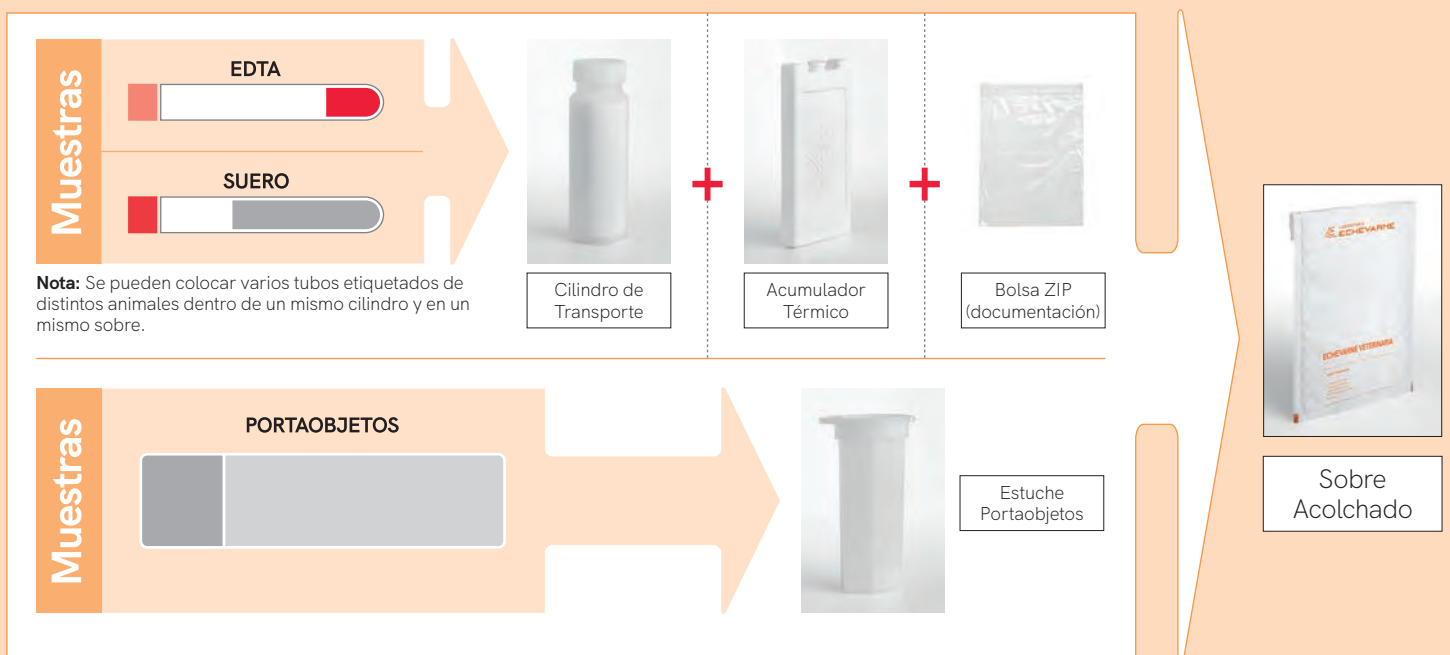 Muestras
EDTA
SUERO
Nota: Se pueden colocar varios tubos etiquetados de
distintos animales dentro de un mismo cilindro y en un
mismo sobre.
Cilindro de
Transporte
+
Acumulador
Térmico
+
Bolsa ZIP
(documentación)
Muestras
PORTAOBJETOS
Estuche
Portaobjetos
ECHEVARNE
ECHEVARNE VETERINARIA
Sobre
Acolchado